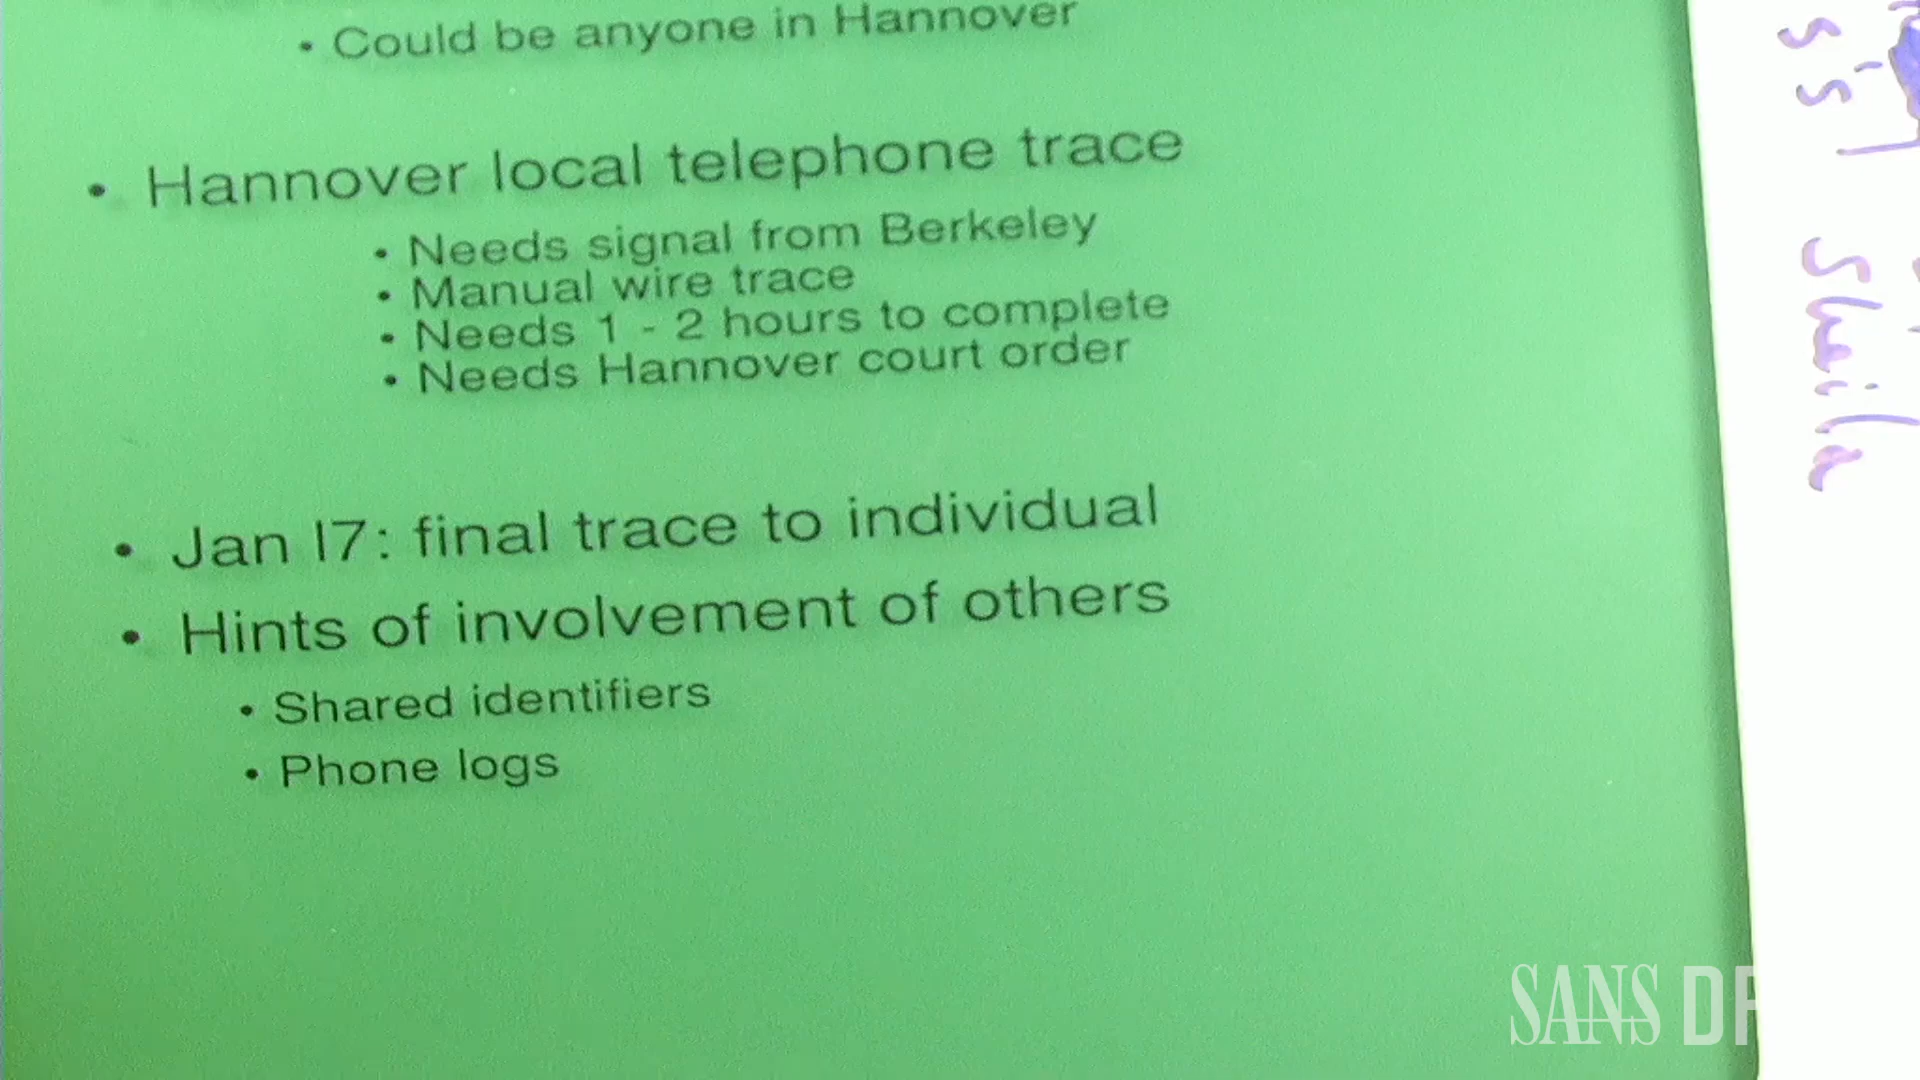 • Could be anyone in Hannover
• Hannover local telephone trace
• Needs signal from Berkeley
• Manual wire trace
• Needs 1 - 2 hours to complete
• Needs Hannover court order
• Jan 17: final trace to individual
• Hints of involvement of others
• Shared identifiers
• Phone logs
Sheila
SANS DF